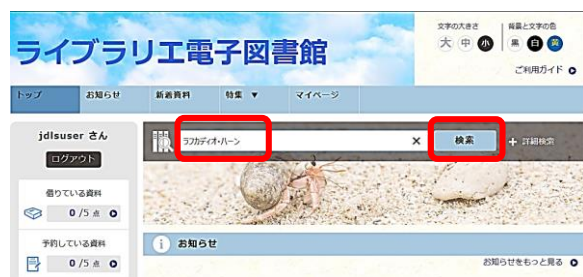 文字の大きさ 背景と文字の色
ライブラリエ電子図書館
大 中 小 黒 白 黄
ご利用ガイド
トップ お知らせ 新着資料 特集 ▼ マイページ
jdlsuser さん
ラフカディオ・ハーン × 検索 + 詳細検索
ログアウト
借りている資料
0 /5 点
i お知らせ
予約している資料
お知らせをもっと見る
0 /5 点